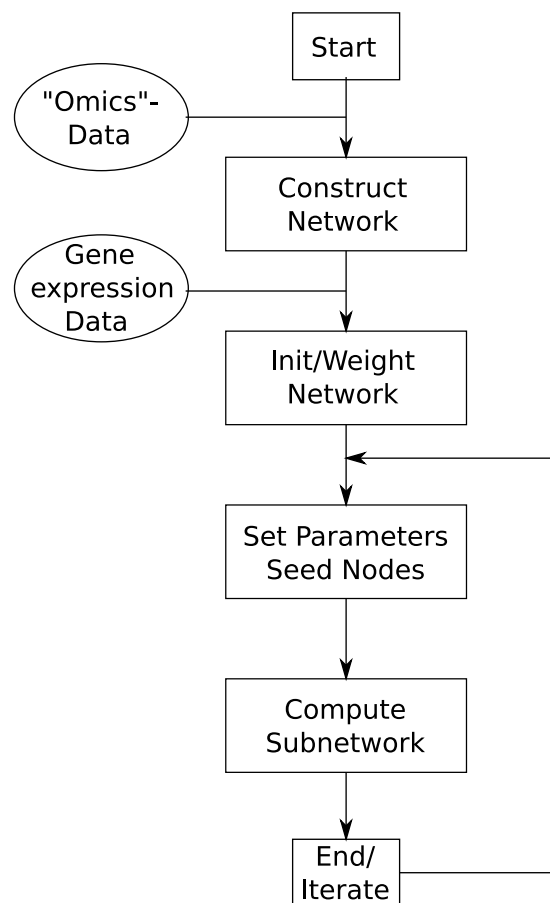 Start
"Omics"-
Data
Construct
Network
Gene
expression
Data
Init/Weight
Network
Set Parameters
Seed Nodes
Compute
Subnetwork
End/
Iterate